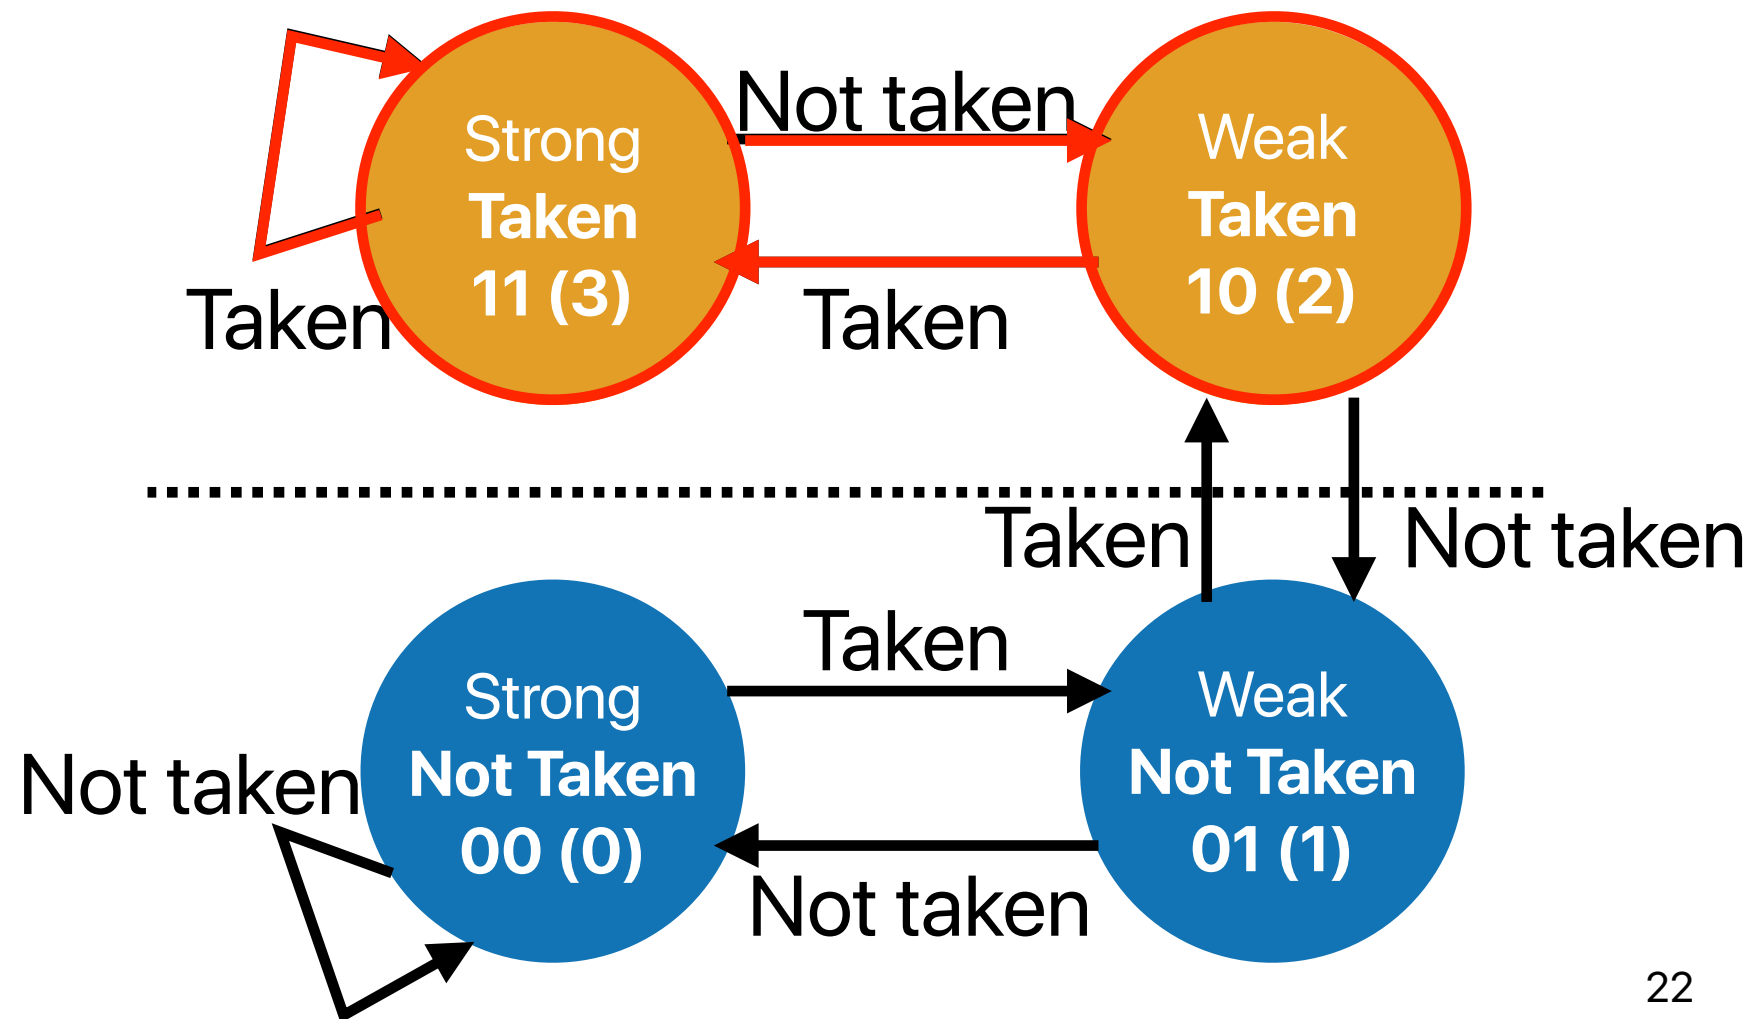 Not taken
Strong
Taken
11 (3)
Weak
Taken
10 (2)
Taken
Taken
Taken
Not taken
Taken
Strong
Not Taken
00 (0)
Weak
Not Taken
01 (1)
Not taken
Not taken
22